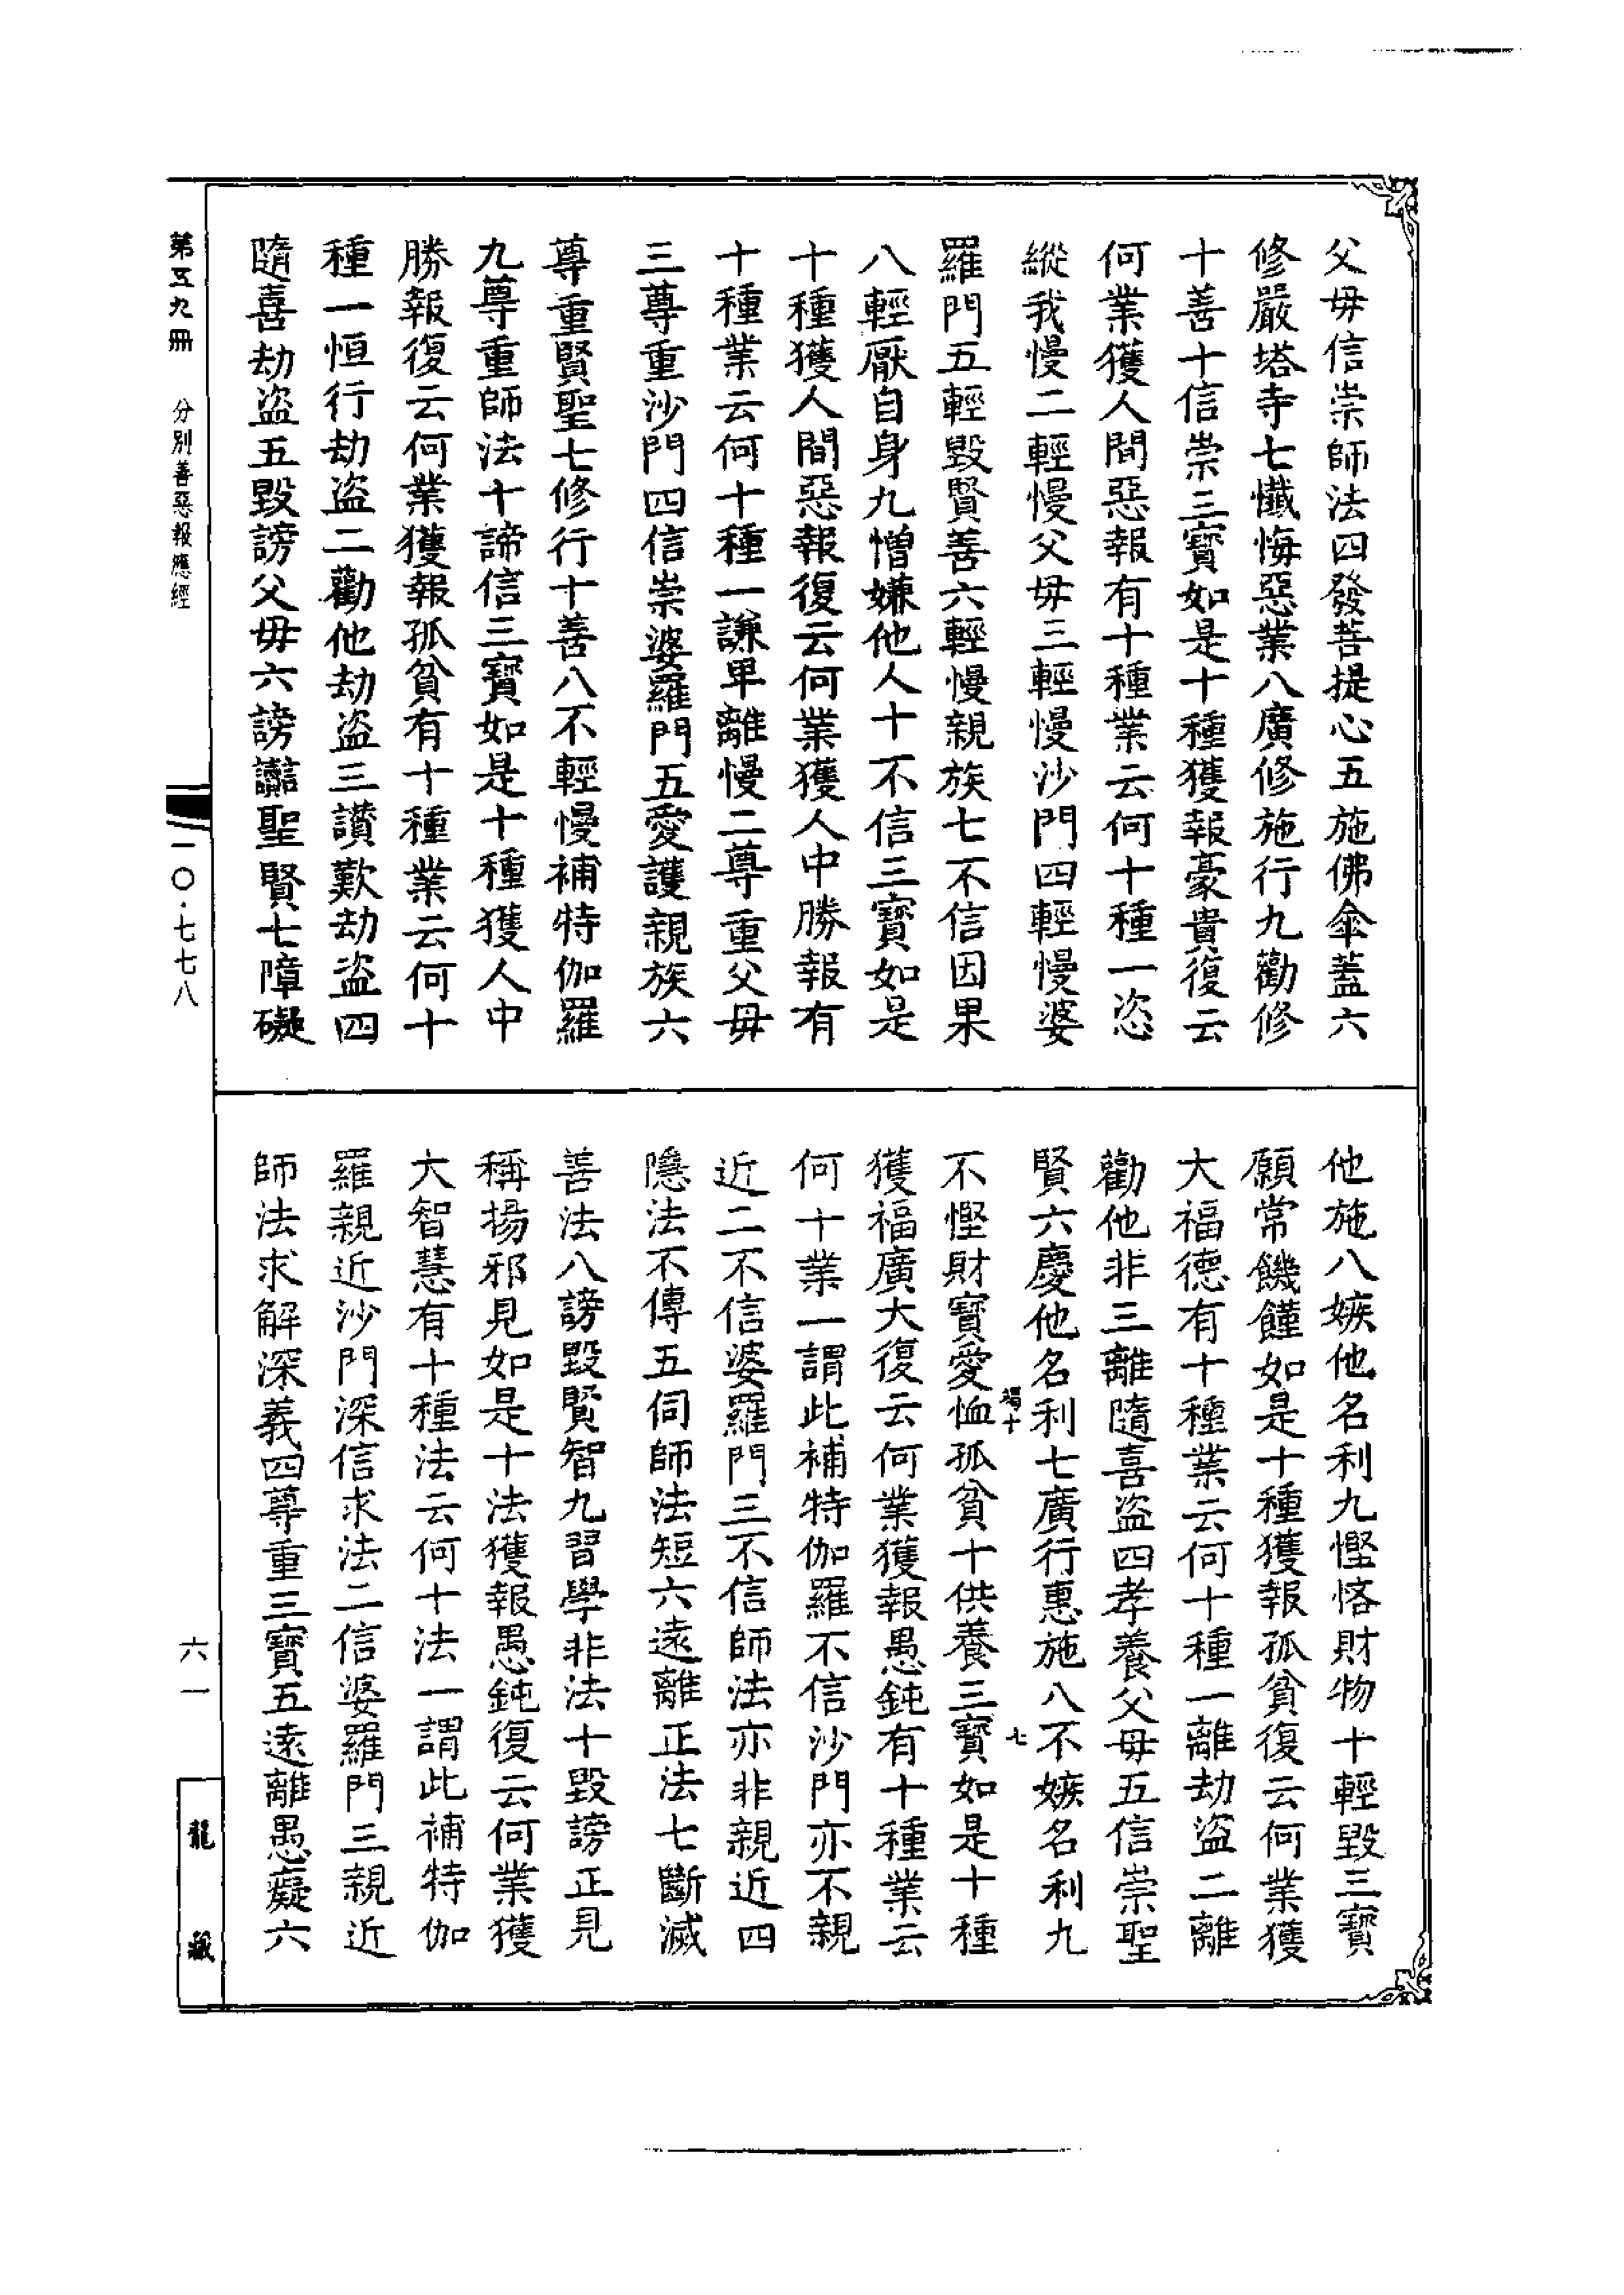 父毋信崇師法四發菩提心五施佛傘蓋六
修嚴塔寺七懺悔惡業八廣修施行九勸修
十善十信崇三寳如是十種獲報豪貴復云
何業獲人間惡報有十種業云何十種一恣
縱我慢二輕慢父毋三輕慢沙門四輕慢婆
羅門五輕毀賢善六輕慢親族七不信因果
八輕厭自身九憎嫌他人十不信三寳如是
十種獲人間惡報復云何業獲人中勝報有
十種業云何十種一謙卑離慢二尊重父毋
三尊重沙門四信崇婆羅門五愛護親族六
尊重賢聖七修行十善八不輕慢補特伽羅
九尊重師法十諦信三寳如是十種獲人中
勝報復云何業獲報孤貧有十種業云何十
種一恒行劫盗二勸他劫盗三讃歎劫盗四
隨喜劫盗五毀謗父毋六謗讟聖賢七障礙
他施八嫉他名利九慳悋財物十輕毀三寳
願常饑饉如是十種獲報孤貧復云何業獲
大福德有十種業云何十種一離劫盗二離
勸他非三離隨喜盗四孝養父毋五信崇聖
賢六慶他名利七廣行惠施八不嫉名利九
不慳財寳愛恤孤貧十供養三寳如是十種
獲福廣大復云何業獲報愚鈍有十種業云
何十業一謂此補特伽羅不信沙門亦不親
近二不信婆羅門三不信師法亦非親近四
隱法不傳五伺師法短六遠離正法七斷滅
善法八謗毀賢智九習學非法十毀謗正見
稱揚邪見如是十法獲報愚鈍復云何業獲
大智慧有十種法云何十法一謂此補特伽
羅親近沙門深信求法二信婆羅門三親近
師法求解深義四尊重三寳五遠離愚癡六
第五九冊 分別善惡報應經
一〇·七七八
六一
龍藏
七